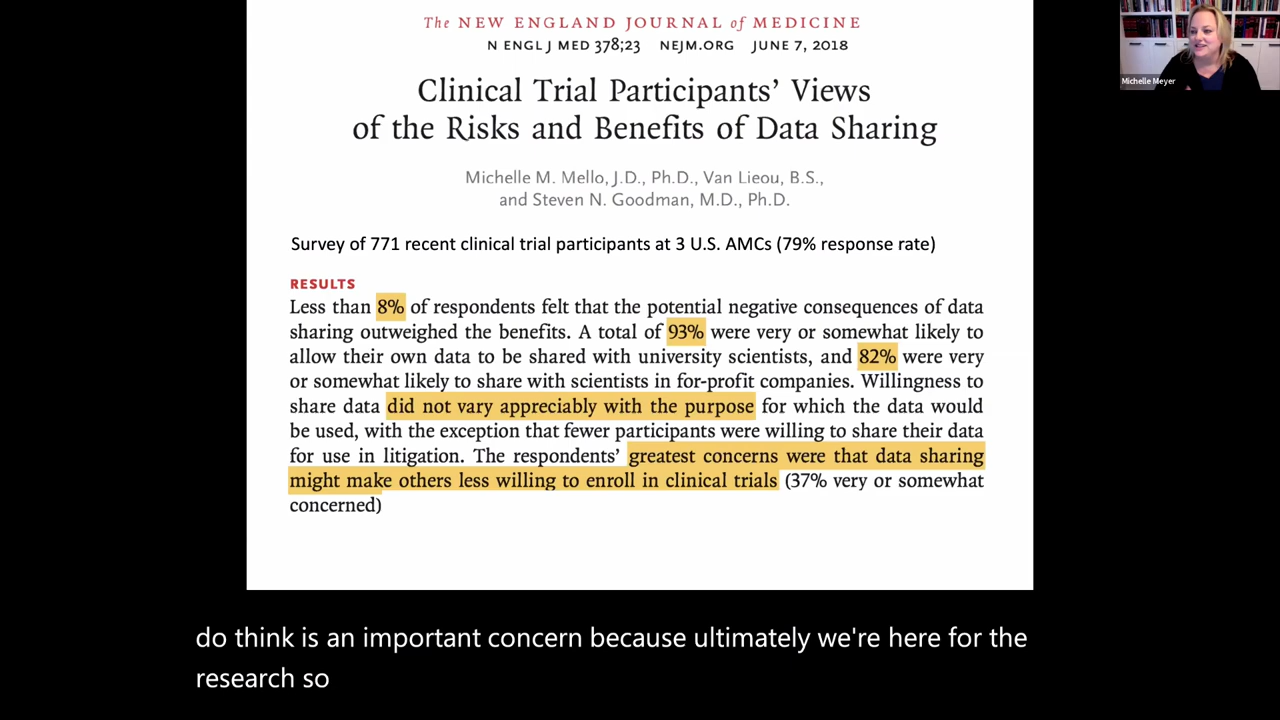 The NEW ENGLAND JOURNAL of MEDICINE
N ENGL J MED 378;23 NEJM.ORG JUNE 7, 2018
Michelle Meyer
Clinical Trial Participants' Views
of the Risks and Benefits of Data Sharing
Michelle M. Mello, J.D., Ph.D., Van Lieou, B.S.,
and Steven N. Goodman, M.D., Ph.D.
Survey of 771 recent clinical trial participants at 3 U.S. AMCs (79% response rate)
RESULTS
Less than 8% of respondents felt that the potential negative consequences of data
sharing outweighed the benefits. A total of 93% were very or somewhat likely to
allow their own data to be shared with university scientists, and 82% were very
or somewhat likely to share with scientists in for-profit companies. Willingness to
share data did not vary appreciably with the purpose for which the data would
be used, with the exception that fewer participants were willing to share their data
for use in litigation. The respondents' greatest concerns were that data sharing
might make others less willing to enroll in clinical trials (37% very or somewhat
concerned)
do think is an important concern because ultimately we're here for the
research so